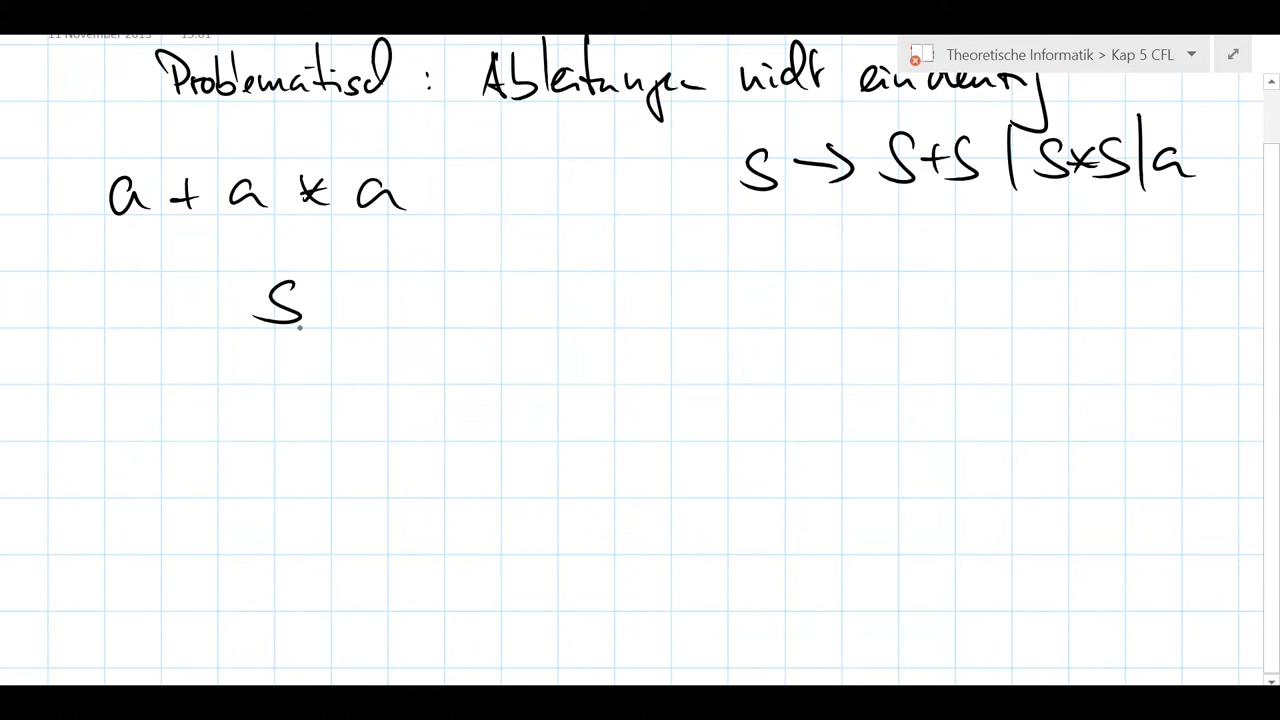 Theoretische Informatik > Kap 5 CFL
Problematisch : Ableitungen nicht eindeutig
S → S+S | S*S | a
a + a * a
S